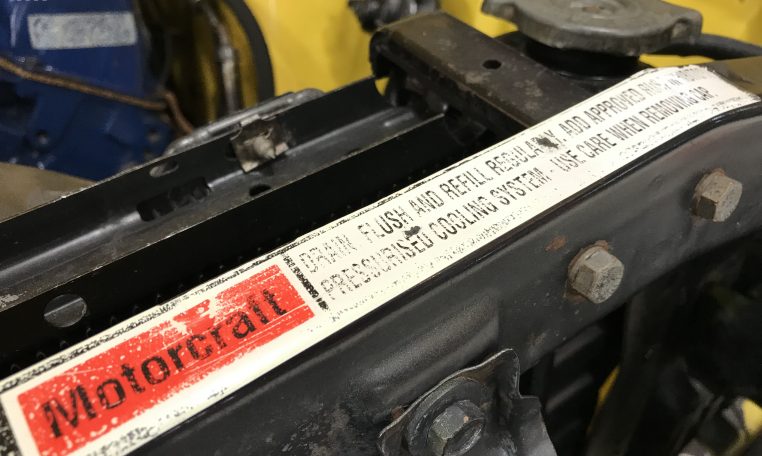 Motorcraft
DRAIN FLUSH AND REFILL REGULARLY. ADD APPROVED
PRESSURISED COOLING SYSTEM - USE CARE WHEN REMOVING CAP